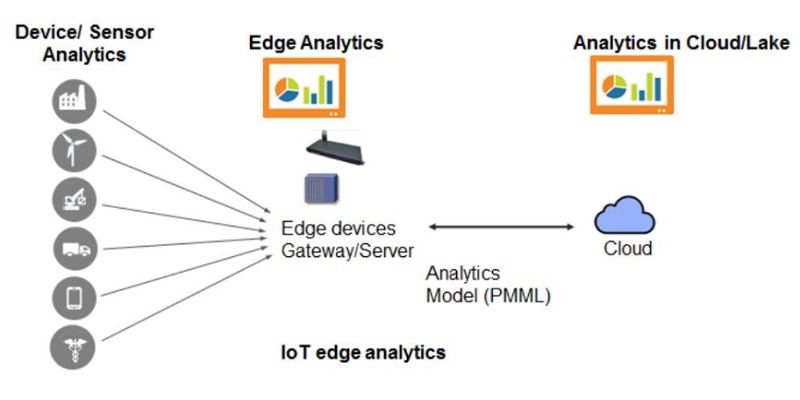 Device/ Sensor
Analytics
Edge Analytics
Analytics in Cloud/Lake
Edge devices
Gateway/Server
Cloud
Analytics
Model (PMML)
IoT edge analytics